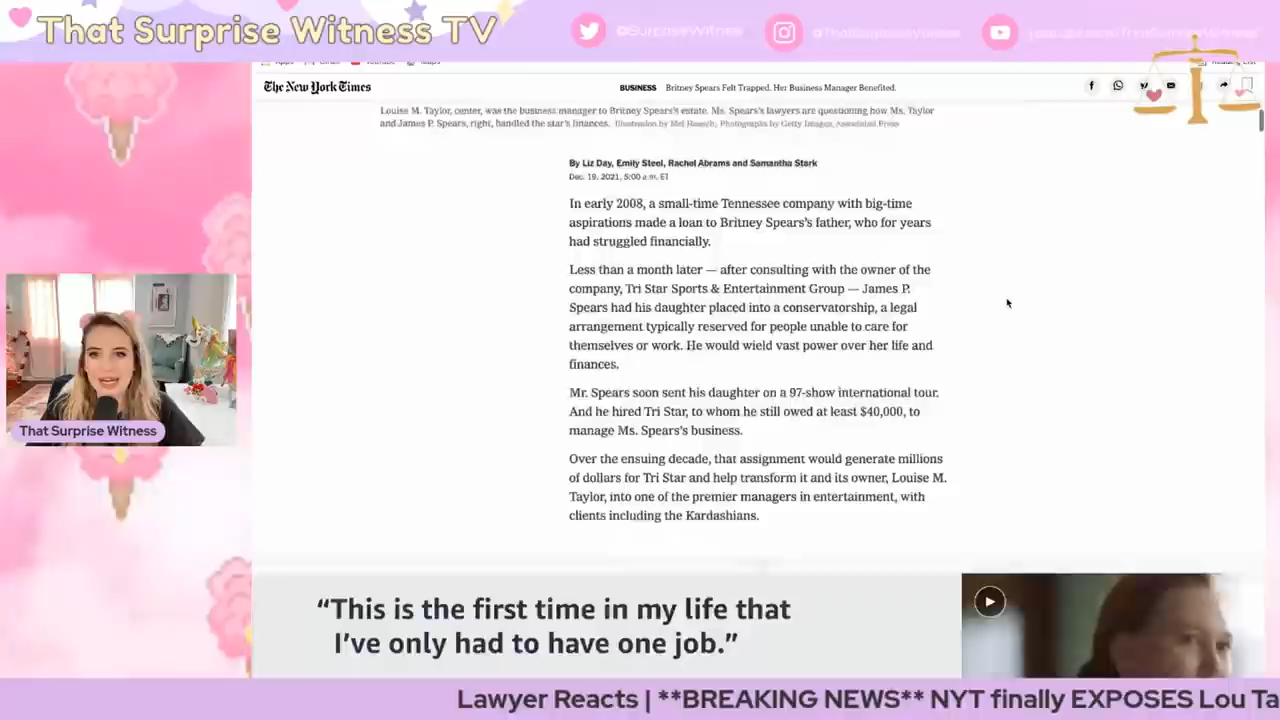 That Surprise Witness TV
The New York Times
BUSINESS Britney Spears Felt Trapped. Her Business Manager Benefited.
Louise M. Taylor, center, was the business manager to Britney Spears's estate. Ms. Spears's lawyers are questioning how Ms. Taylor
and James P. Spears, right, handled the star's finances. Illustration by Mel Haasch; Photographs by Getty Images, Associated Press
By Liz Day, Emily Steel, Rachel Abrams and Samantha Stark
Dec. 19, 2021, 5:00 a.m. ET
In early 2008, a small-time Tennessee company with big-time
aspirations made a loan to Britney Spears's father, who for years
had struggled financially.
Less than a month later — after consulting with the owner of the
company, Tri Star Sports & Entertainment Group — James P.
Spears had his daughter placed into a conservatorship, a legal
arrangement typically reserved for people unable to care for
themselves or work. He would wield vast power over her life and
finances.
Mr. Spears soon sent his daughter on a 97-show international tour.
And he hired Tri Star, to whom he still owed at least $40,000, to
manage Ms. Spears's business.
Over the ensuing decade, that assignment would generate millions
of dollars for Tri Star and help transform it and its owner, Louise M.
Taylor, into one of the premier managers in entertainment, with
clients including the Kardashians.
That Surprise Witness
“This is the first time in my life that
I've only had to have one job.”
Lawyer Reacts | **BREAKING NEWS** NYT finally EXPOSES Lou Ta